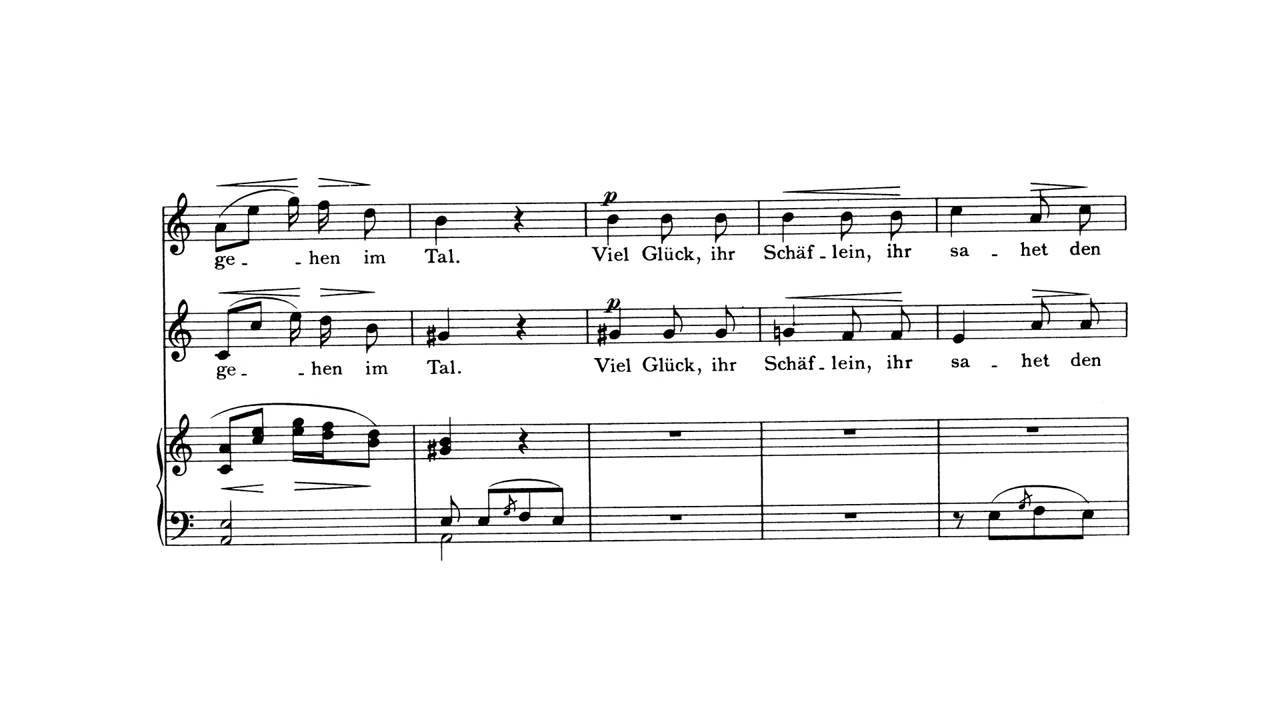 p
ge - - hen im Tal. Viel Glück, ihr Schäf - lein, ihr sa - het den
p
ge - - hen im Tal. Viel Glück, ihr Schäf - lein, ihr sa - het den